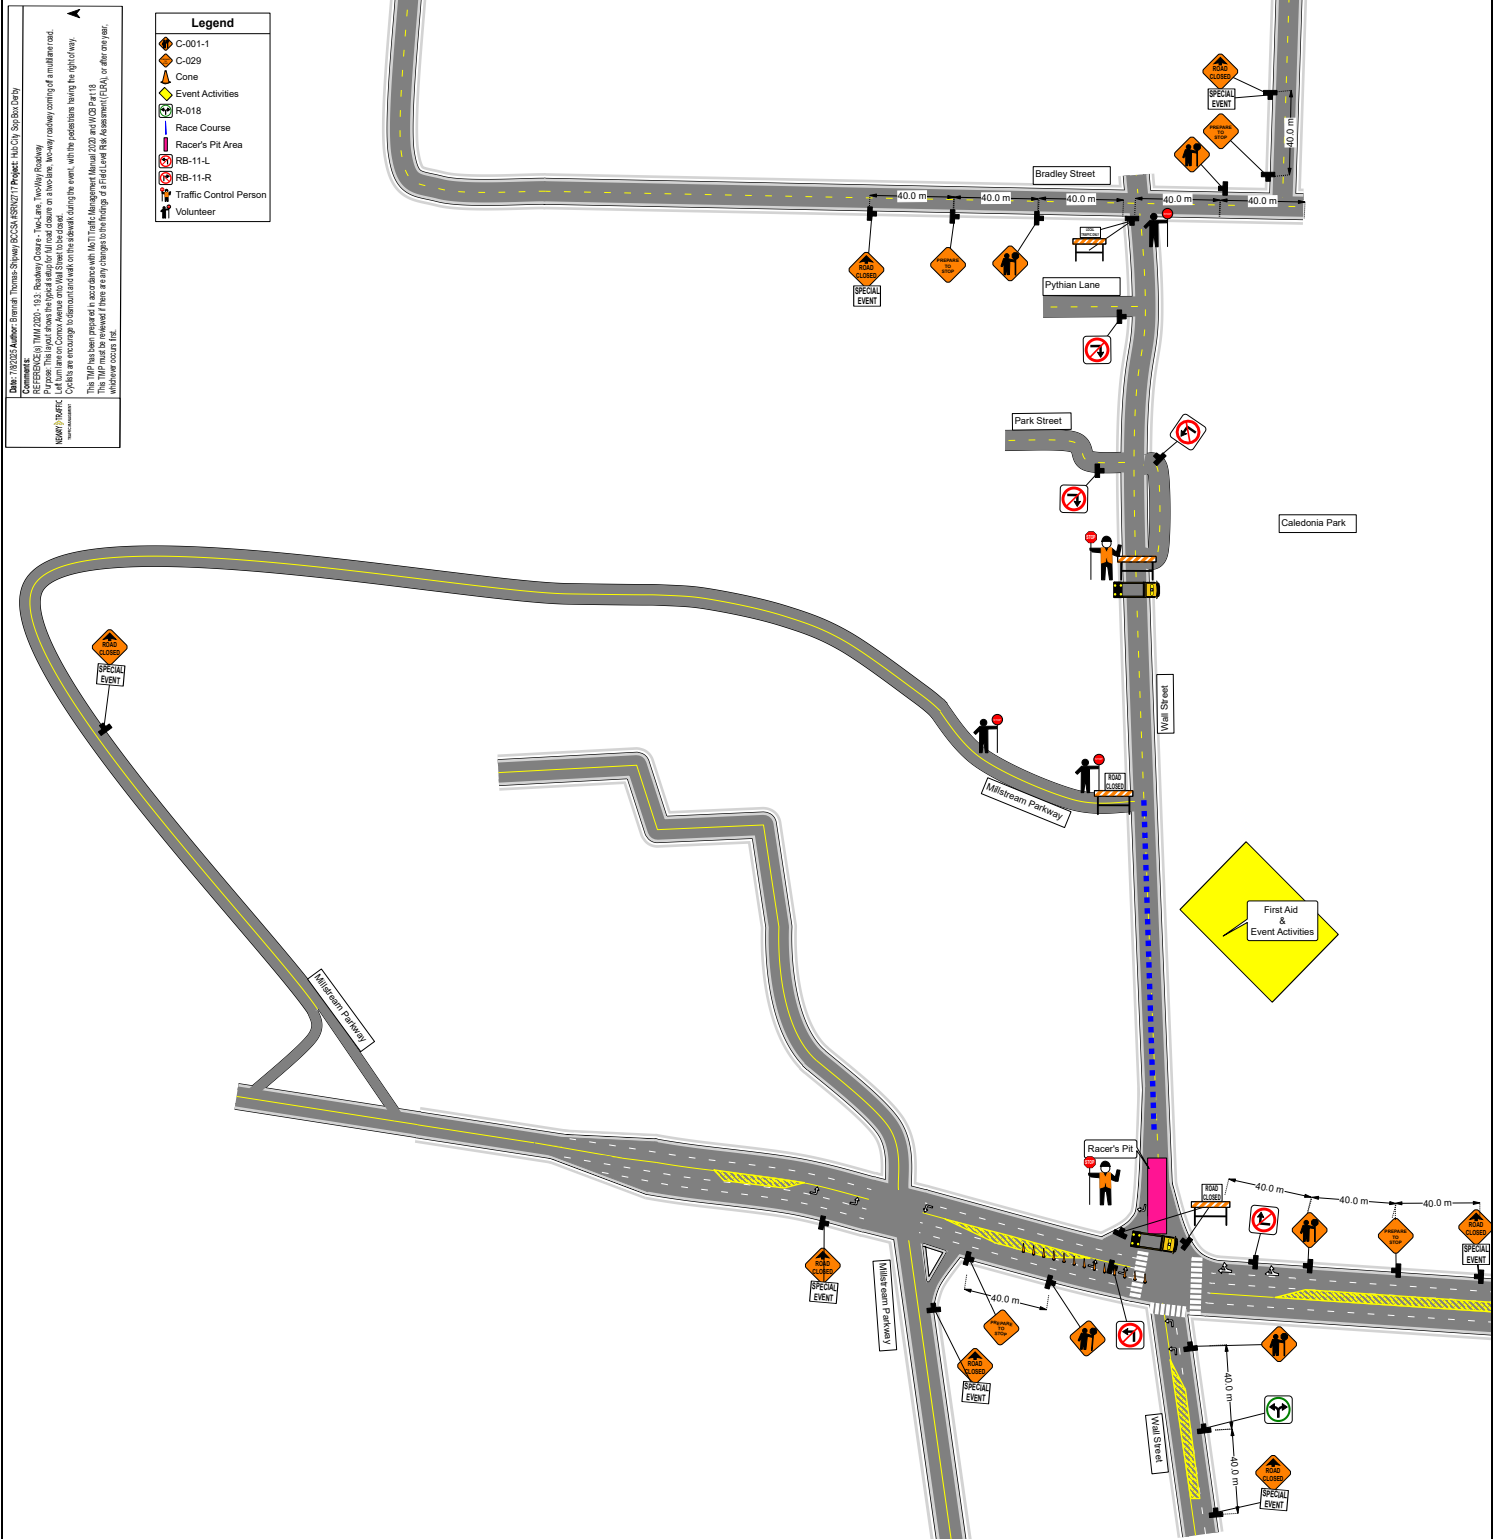 Date: 7/8/2025 Author: Brennah Thomas-Shipway BCCSA #SRN2717 Project: Hub City Sop Box Derby
Comments:
REFERENCE(s) TMM 2020 - 19.3: Roadway Closure - Two-Lane, Two-Way Roadway
Purpose: This layout shows the typical setup for full road closure on a two-lane, two-way roadway coming off a multilane road.
Left turn lane on Comox Avenue onto Wall Street to be closed.
Cyclists are encourage to dismount and walk on the sidewalk during the event, with the pedestrians having the right of way.
This TMP has been prepared in accordance with MoTI Traffic Management Manual 2020 and WCB Part 18
This TMP must be reviewed if there are any changes to the findings of a Field Level Risk Assessment (FLRA), or after one year,
whichever occurs first.
Legend
C-001-1
C-029
Cone
Event Activities
R-018
Race Course
Racer's Pit Area
RB-11-L
RB-11-R
Traffic Control Person
Volunteer
ROAD
CLOSED
SPECIAL
EVENT
PREPARE
TO
STOP
40.0 m
Bradley Street
40.0 m
40.0 m
40.0 m
40.0 m
40.0 m
ROAD
CLOSED
SPECIAL
EVENT
PREPARE
TO
STOP
Pythian Lane
Park Street
Caledonia Park
STOP
ROAD
CLOSED
SPECIAL
EVENT
Wall Street
ROAD
CLOSED
Millstream Parkway
First Aid
&
Event Activities
Millstream Parkway
Racer's Pit
STOP
ROAD
CLOSED
40.0 m
40.0 m
40.0 m
PREPARE
TO
STOP
ROAD
CLOSED
SPECIAL
EVENT
ROAD
CLOSED
SPECIAL
EVENT
Millstream Parkway
40.0 m
PREPARE
TO
STOP
ROAD
CLOSED
SPECIAL
EVENT
40.0 m
Wall Street
40.0 m
ROAD
CLOSED
SPECIAL
EVENT